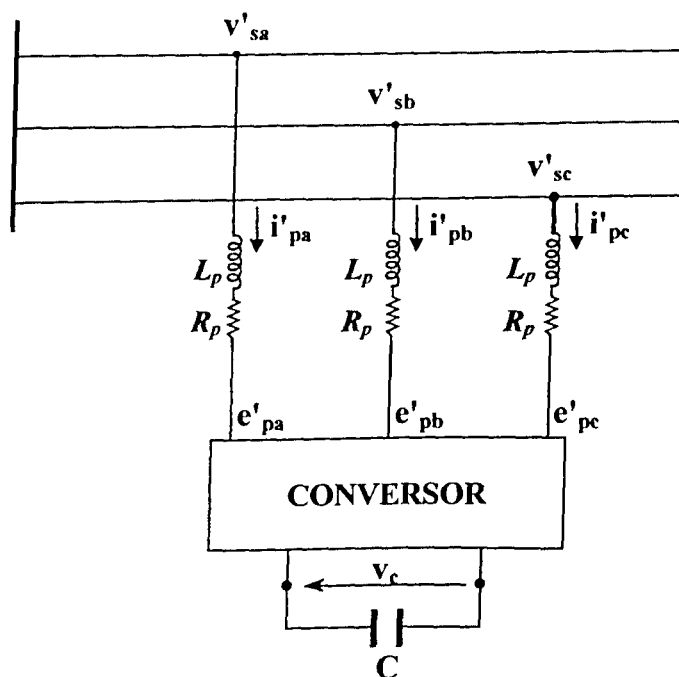 v'sa
v'sb
v'sc
i'pa
i'pb
i'pc
Lp
Lp
Lp
Rp
Rp
Rp
e'pa
e'pb
e'pc
CONVERSOR
vc
C